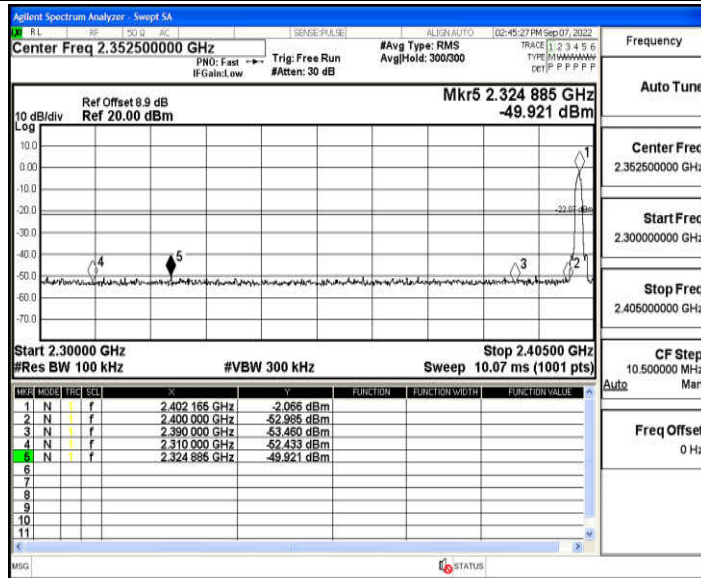 Agilent Spectrum Analyzer - Swept SA
RL RF 50 Ω AC SENSE:PULSE ALIGN AUTO 02:45:27 PM Sep 07, 2022
Center Freq 2.352500000 GHz
PNO: Fast
IFGain:Low
Trig: Free Run
#Atten: 30 dB
#Avg Type: RMS
Avg|Hold: 300/300
TRACE 1 2 3 4 5 6
TYPE MWWWWW
DET P P P P P P
Frequency
Auto Tune
Mkr5 2.324 885 GHz
-49.921 dBm
Ref Offset 8.9 dB
Ref 20.00 dBm
10 dB/div
Log
10.0
0.00
-10.0
-20.0
-30.0
-40.0
-50.0
-60.0
-70.0
1
-22.07 dBm
4
5
3
2
Center Freq
2.352500000 GHz
Start Freq
2.300000000 GHz
Stop Freq
2.405000000 GHz
Start 2.30000 GHz Stop 2.40500 GHz
#Res BW 100 kHz #VBW 300 kHz Sweep 10.07 ms (1001 pts)
CF Step
10.500000 MHz
Auto Man
Freq Offset
0 Hz
MKR MODE TRC SCL X Y FUNCTION FUNCTION WIDTH FUNCTION VALUE
1 N 1 f 2.402 165 GHz -2.066 dBm
2 N 1 f 2.400 000 GHz -52.985 dBm
3 N 1 f 2.390 000 GHz -53.460 dBm
4 N 1 f 2.310 000 GHz -52.433 dBm
5 N 1 f 2.324 885 GHz -49.921 dBm
6
7
8
9
10
11
MSG STATUS